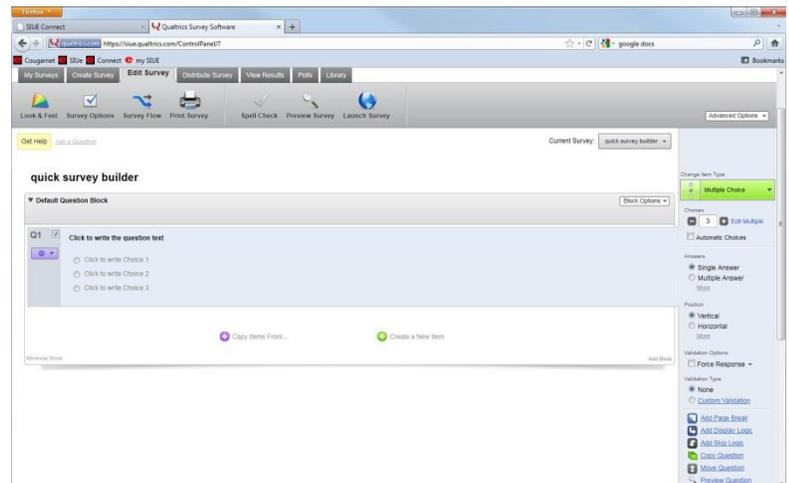 Firefox
SIUE Connect
Qualtrics Survey Software
qualtrics.com https://siue.qualtrics.com/ControlPanel/?
google docs
Cougarnet SIUe Connect my SIUE Bookmarks
My Surveys Create Survey Edit Survey Distribute Survey View Results Polls Library
Look & Feel Survey Options Survey Flow Print Survey Spell Check Preview Survey Launch Survey Advanced Options
Get Help Ask a Question Current Survey: quick survey builder
quick survey builder
Default Question Block Block Options
Q1 Click to write the question text
Click to write Choice 1
Click to write Choice 2
Click to write Choice 3
Copy Items From... Create a New Item
Minimize Block Add Block
Change Item Type
Multiple Choice
Choices
3 Edit Multiple
Automatic Choices
Answers
Single Answer
Multiple Answer
More
Position
Vertical
Horizontal
More
Validation Options
Force Response
Validation Type
None
Custom Validation
Add Page Break
Add Display Logic
Add Skip Logic
Copy Question
Move Question
Preview Question